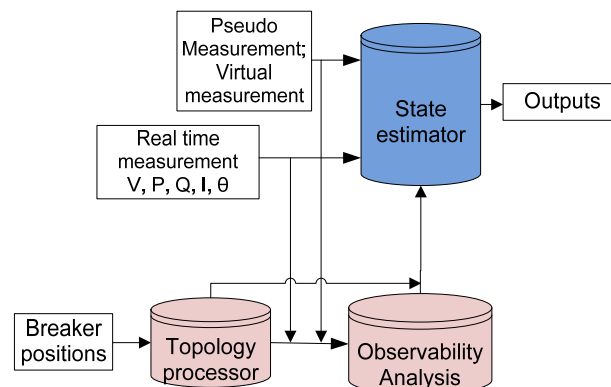 Pseudo
Measurement;
Virtual
measurement
State
estimator
Outputs
Real time
measurement
V, P, Q, I, θ
Breaker
positions
Topology
processor
Observability
Analysis